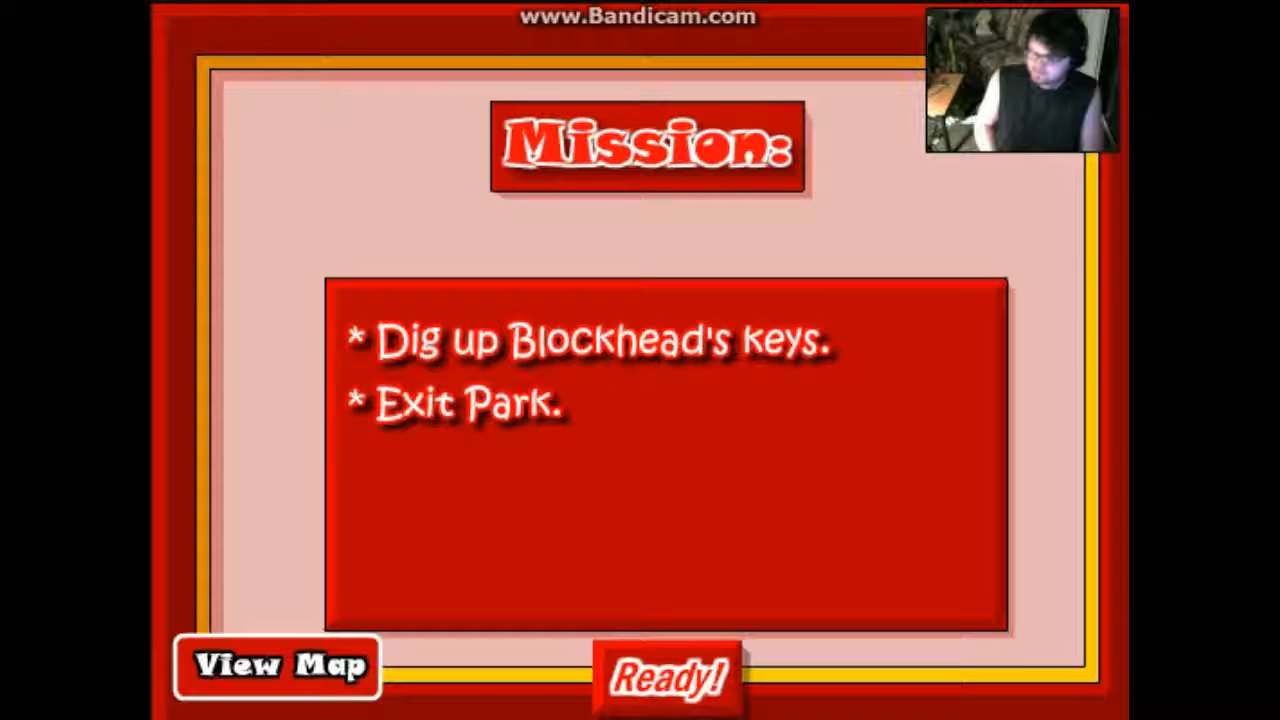 www.Bandicam.com
Mission:
* Dig up Blockhead's keys.
* Exit Park.
View Map
Ready!